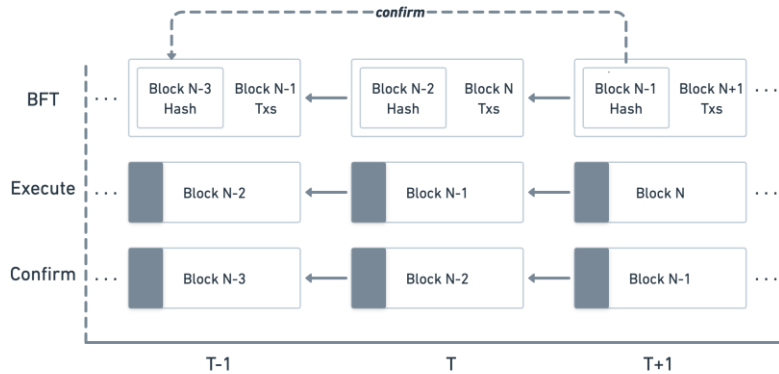 confirm
BFT
...
Block N-3
Hash
Block N-1
Txs
Block N-2
Hash
Block N
Txs
Block N-1
Hash
Block N+1
Txs
...
Execute
...
Block N-2
Block N-1
Block N
...
Confirm
...
Block N-3
Block N-2
Block N-1
...
T-1
T
T+1